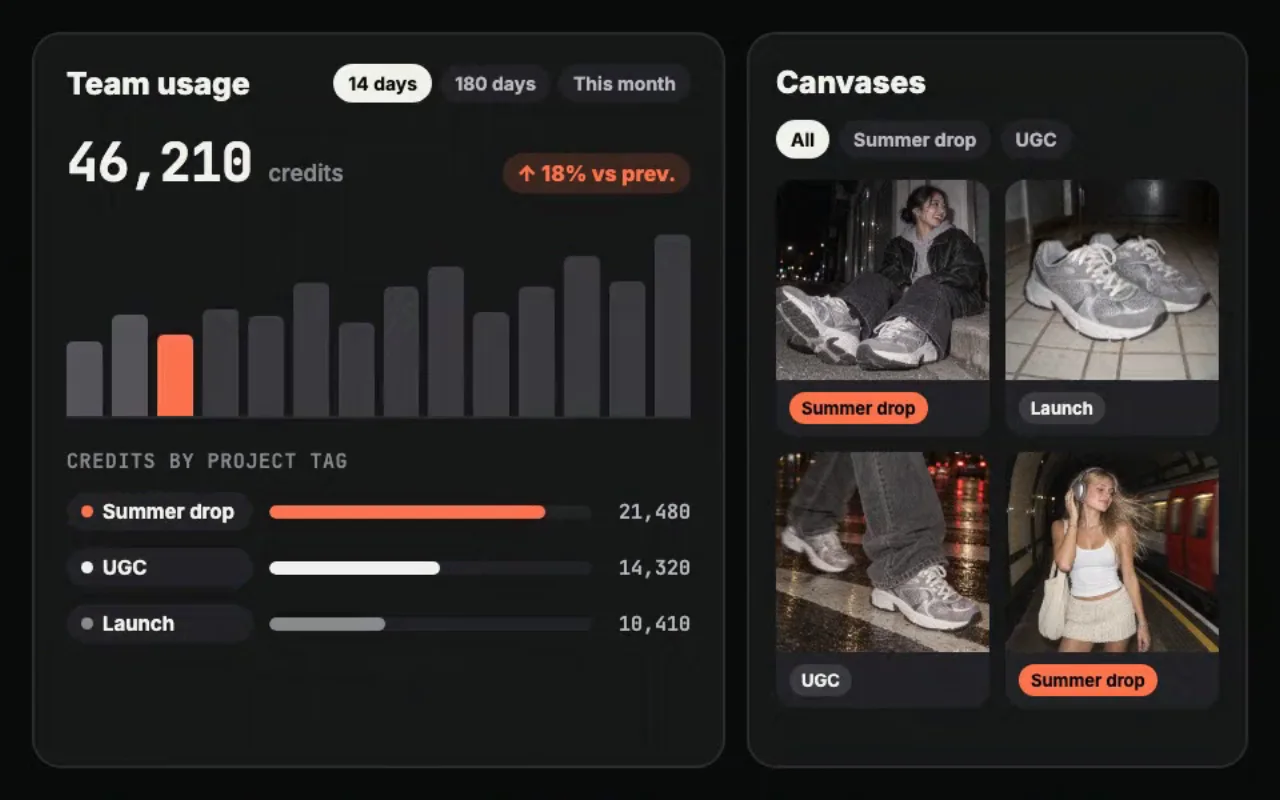 Team usage
14 days
180 days
This month
46,210 credits
↑ 18% vs prev.
CREDITS BY PROJECT TAG
Summer drop
21,480
UGC
14,320
Launch
10,410
Canvases
All
Summer drop
UGC
Summer drop
Launch
UGC
Summer drop